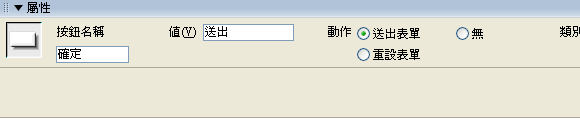 屬性
按鈕名稱 值(V) 送出 動作 送出表單 無 類別
確定 重設表單